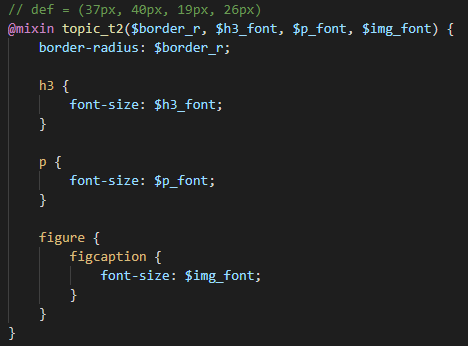 // def = (37px, 40px, 19px, 26px)
@mixin topic_t2($border_r, $h3_font, $p_font, $img_font) {
    border-radius: $border_r;

    h3 {
        font-size: $h3_font;
    }

    p {
        font-size: $p_font;
    }

    figure {
        figcaption {
            font-size: $img_font;
        }
    }
}